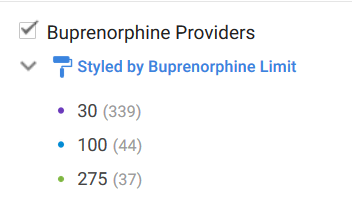 Buprenorphine Providers
Styled by Buprenorphine Limit
30 (339)
100 (44)
275 (37)